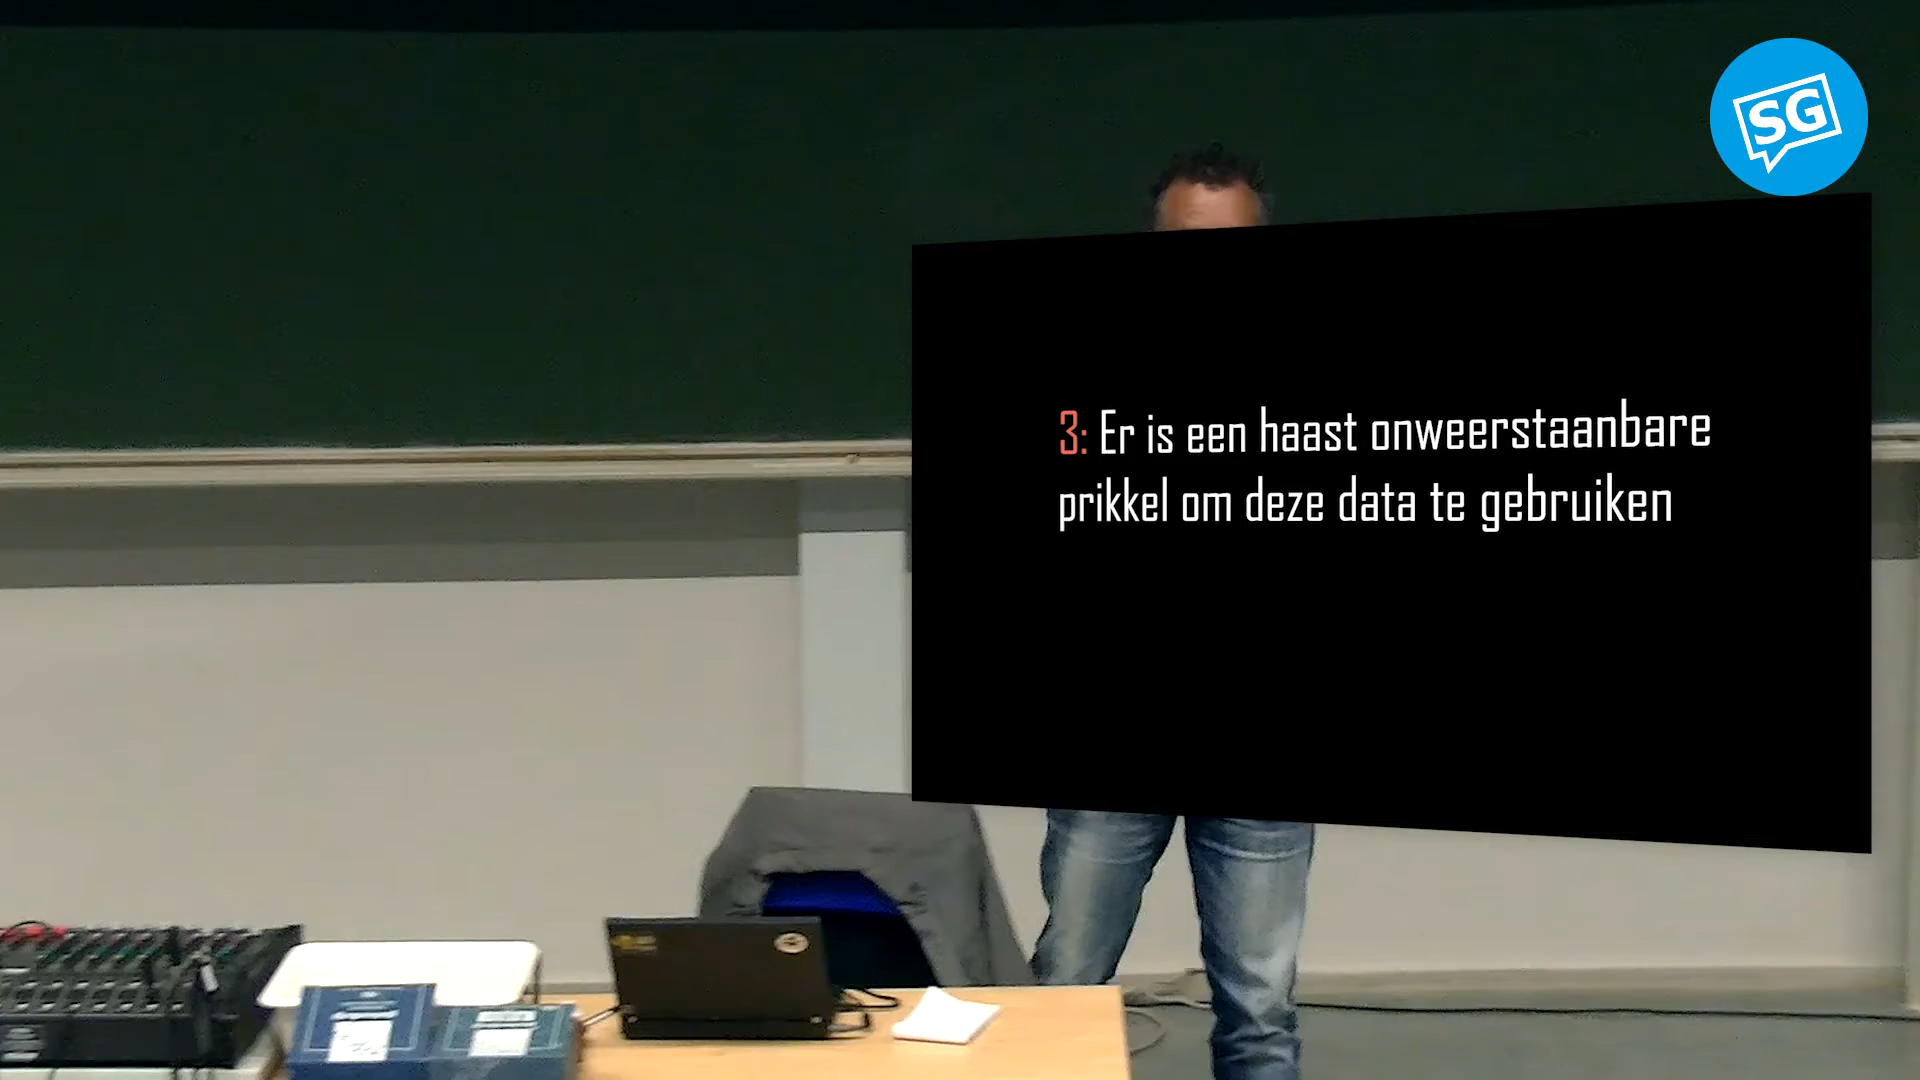 SG
3: Er is een haast onweerstaanbare
prikkel om deze data te gebruiken